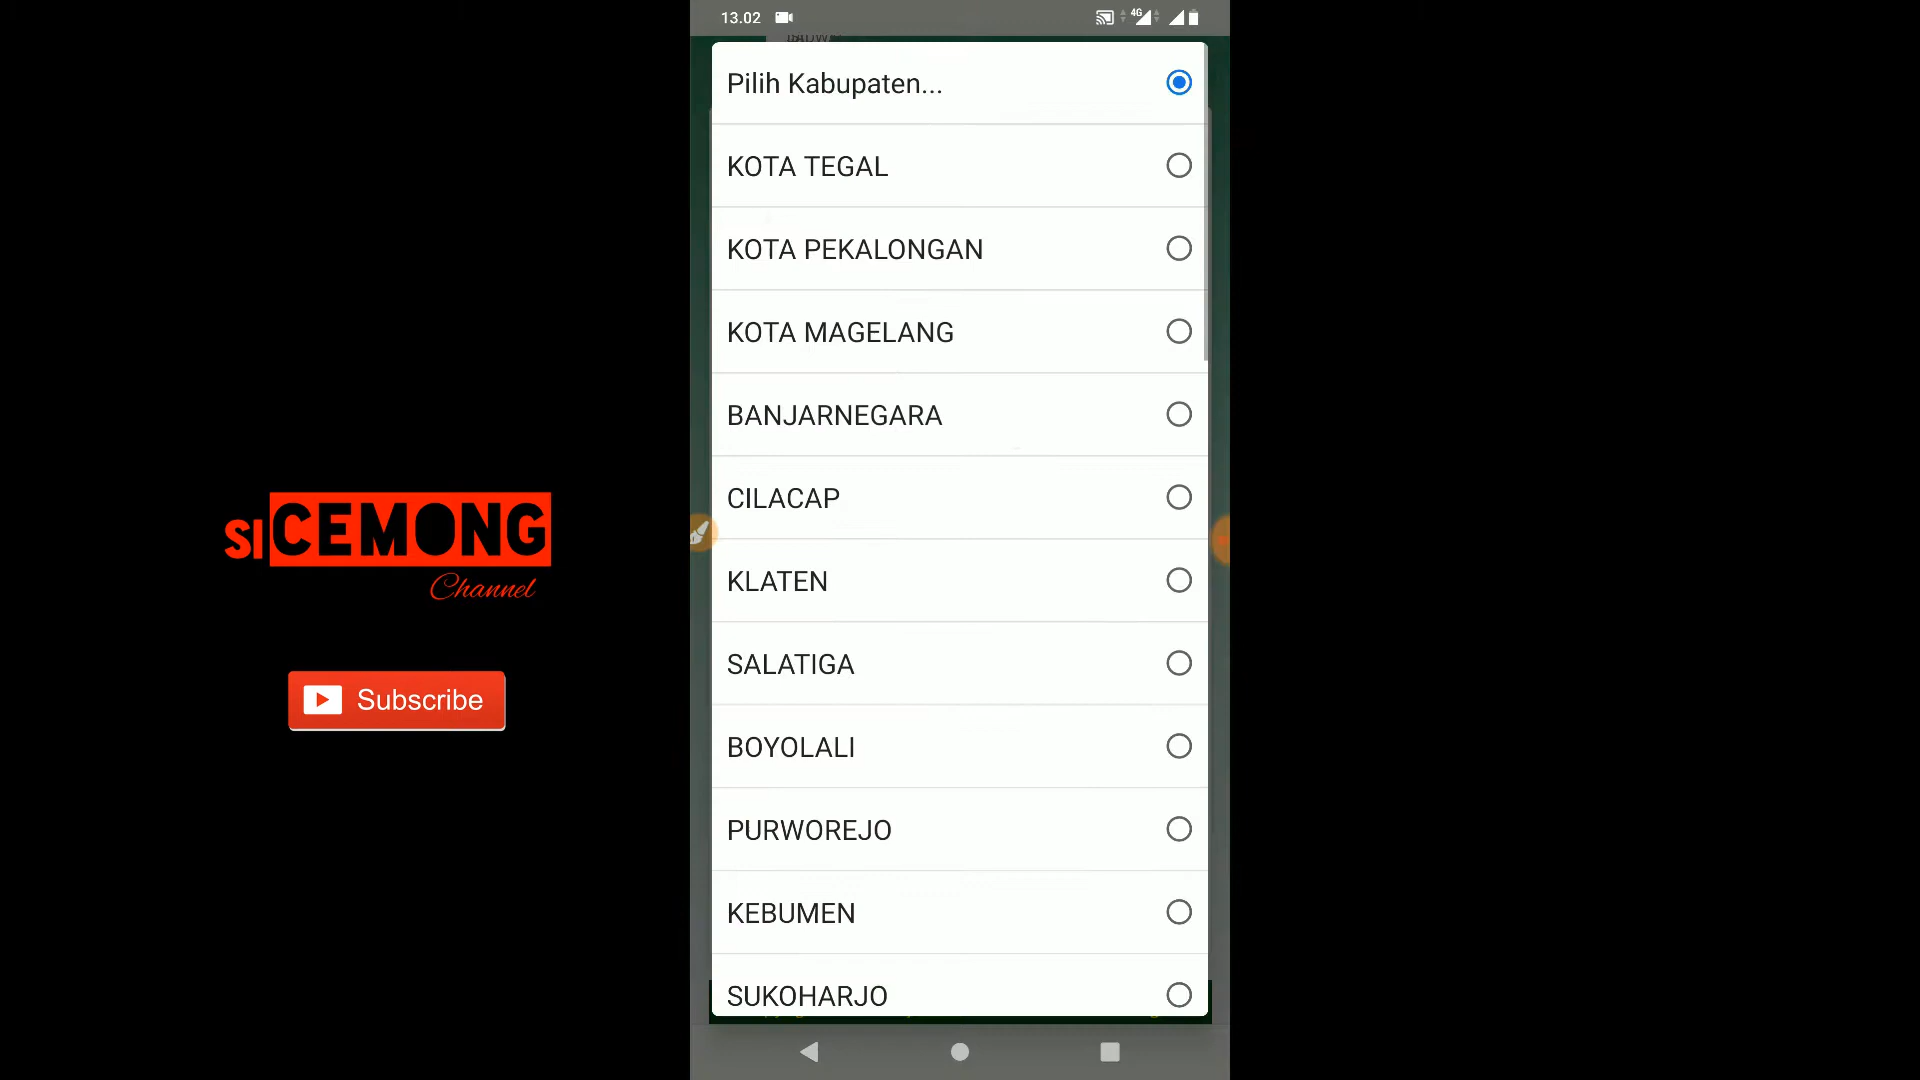 13.02
4G
Pilih Kabupaten...
KOTA TEGAL
KOTA PEKALONGAN
KOTA MAGELANG
BANJARNEGARA
CILACAP
KLATEN
SALATIGA
BOYOLALI
PURWOREJO
KEBUMEN
SUKOHARJO
SICEMONG
Channel
Subscribe